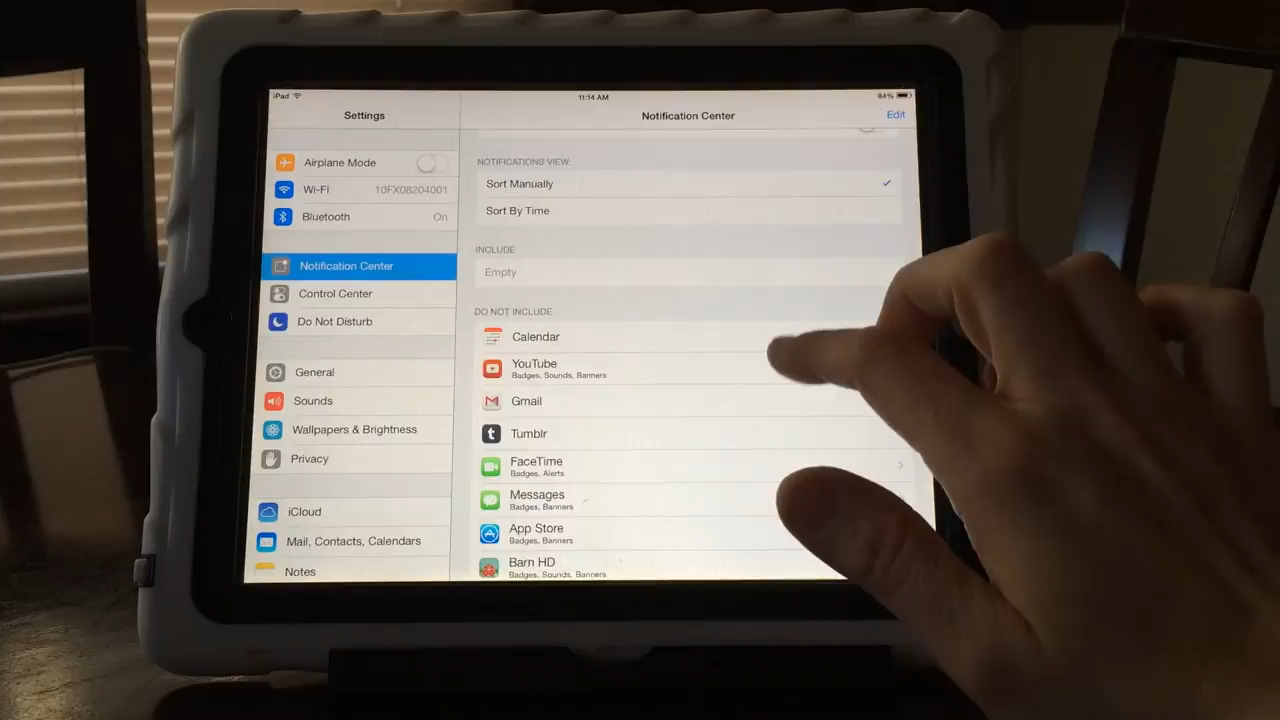 iPad
11:14 AM
84%
Settings
Notification Center
Edit
Airplane Mode
Wi-Fi
10FX08204001
Bluetooth
On
Notification Center
Control Center
Do Not Disturb
General
Sounds
Wallpapers & Brightness
Privacy
iCloud
Mail, Contacts, Calendars
Notes
NOTIFICATIONS VIEW:
Sort Manually
Sort By Time
INCLUDE
Empty
DO NOT INCLUDE
Calendar
YouTube
Badges, Sounds, Banners
Gmail
Tumblr
FaceTime
Badges, Alerts
Messages
Badges, Banners
App Store
Badges, Banners
Barn HD
Badges, Sounds, Banners